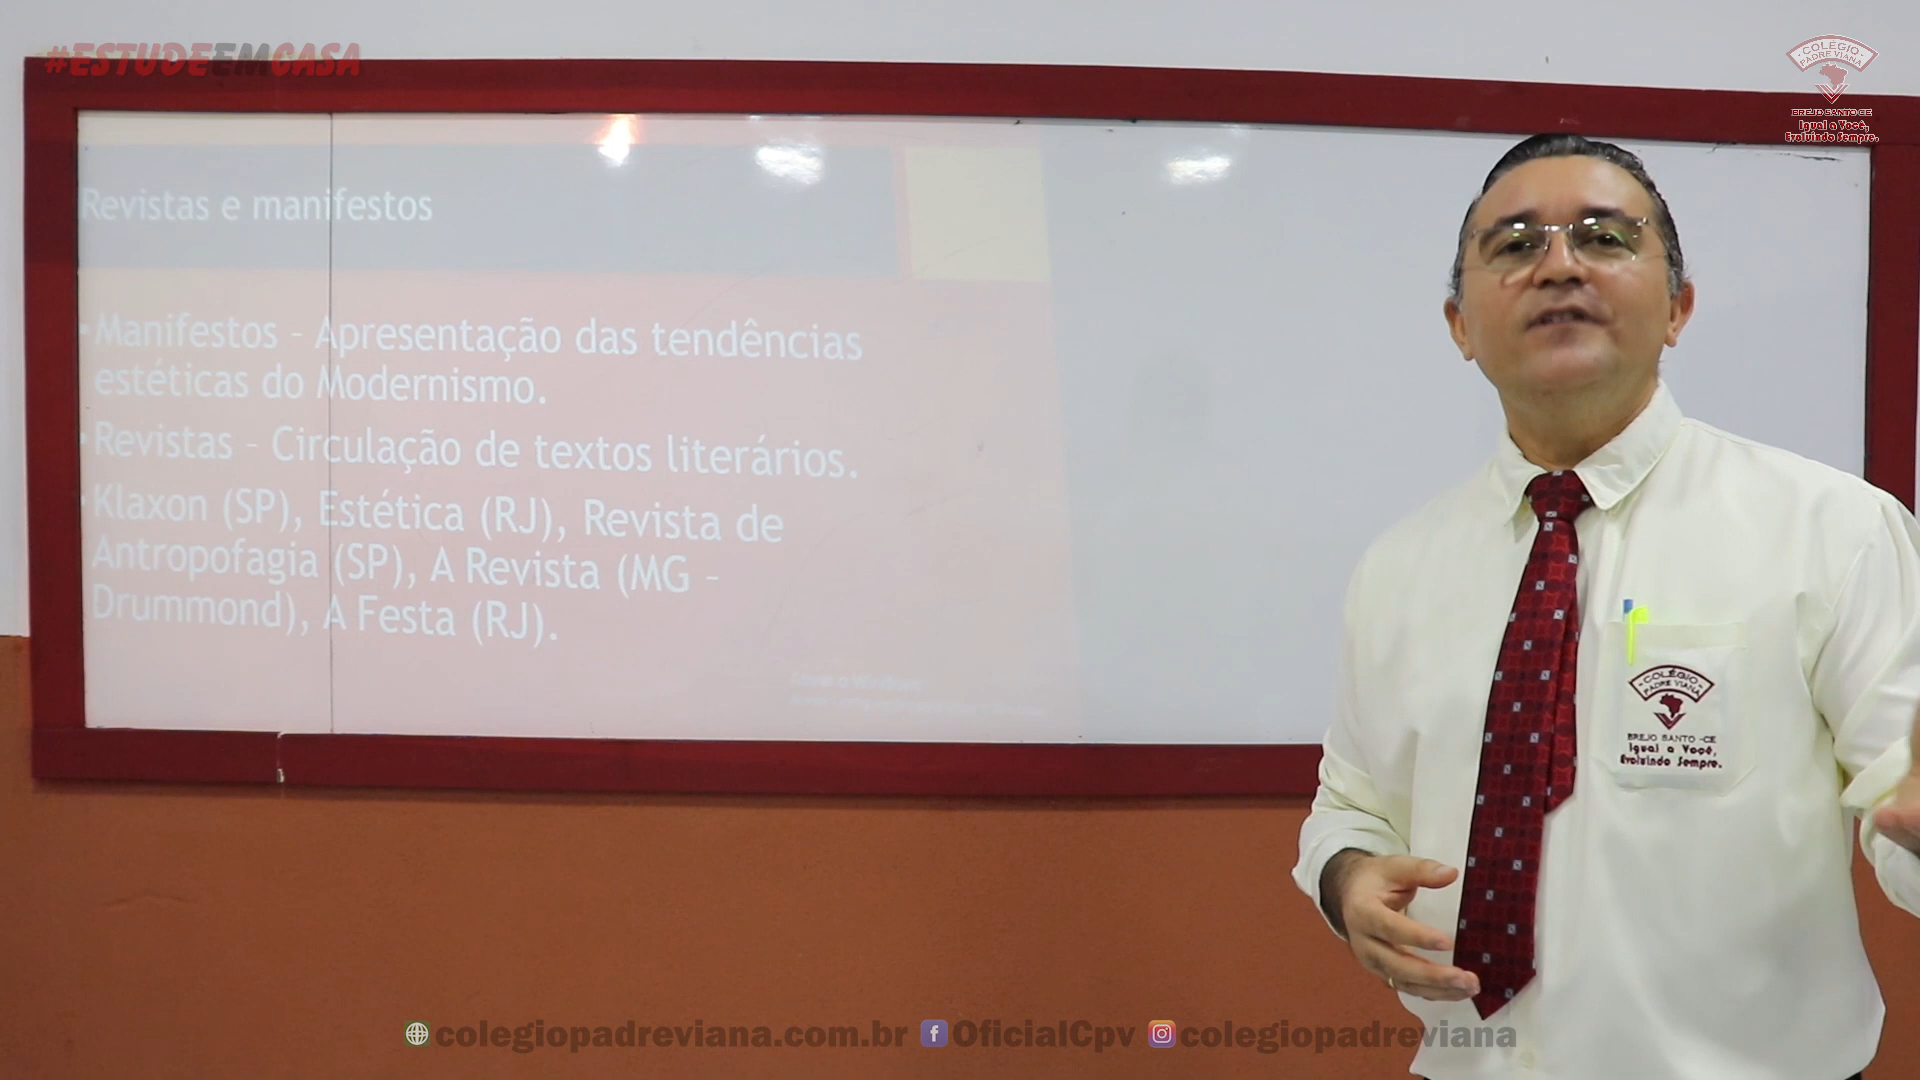 #ESTUDEEMCASA
COLÉGIO
PADRE VIANA
BREJO SANTO-CE
Igual a Você,
Evoluindo Sempre.
Revistas e manifestos
• Manifestos - Apresentação das tendências
estéticas do Modernismo.
• Revistas - Circulação de textos literários.
• Klaxon (SP), Estética (RJ), Revista de
Antropofagia (SP), A Revista (MG -
Drummond), A Festa (RJ).
Ativar o Windows
COLÉGIO
PADRE VIANA
BREJO SANTO -CE
Igual a Você,
Evoluindo Sempre.
colegiopadreviana.com.br OficialCpv colegiopadreviana